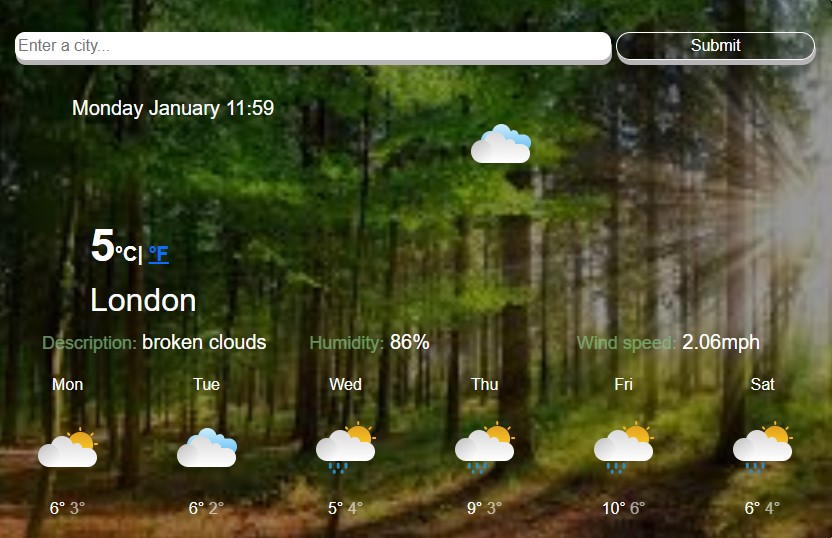 Enter a city... Submit
Monday January 11:59
5°C| °F
London
Description: broken clouds Humidity: 86% Wind speed: 2.06mph
Mon Tue Wed Thu Fri Sat
6° 3° 6° 2° 5° 4° 9° 3° 10° 6° 6° 4°